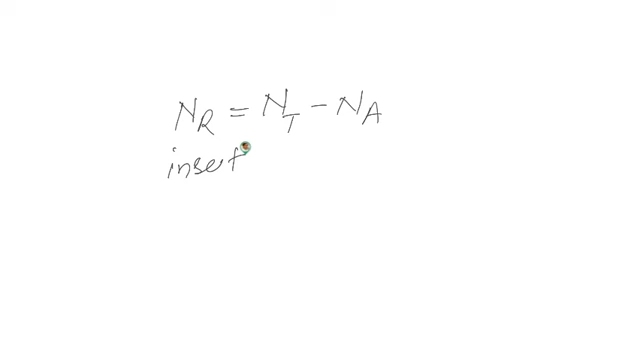 N_R = N_T - N_A
insert